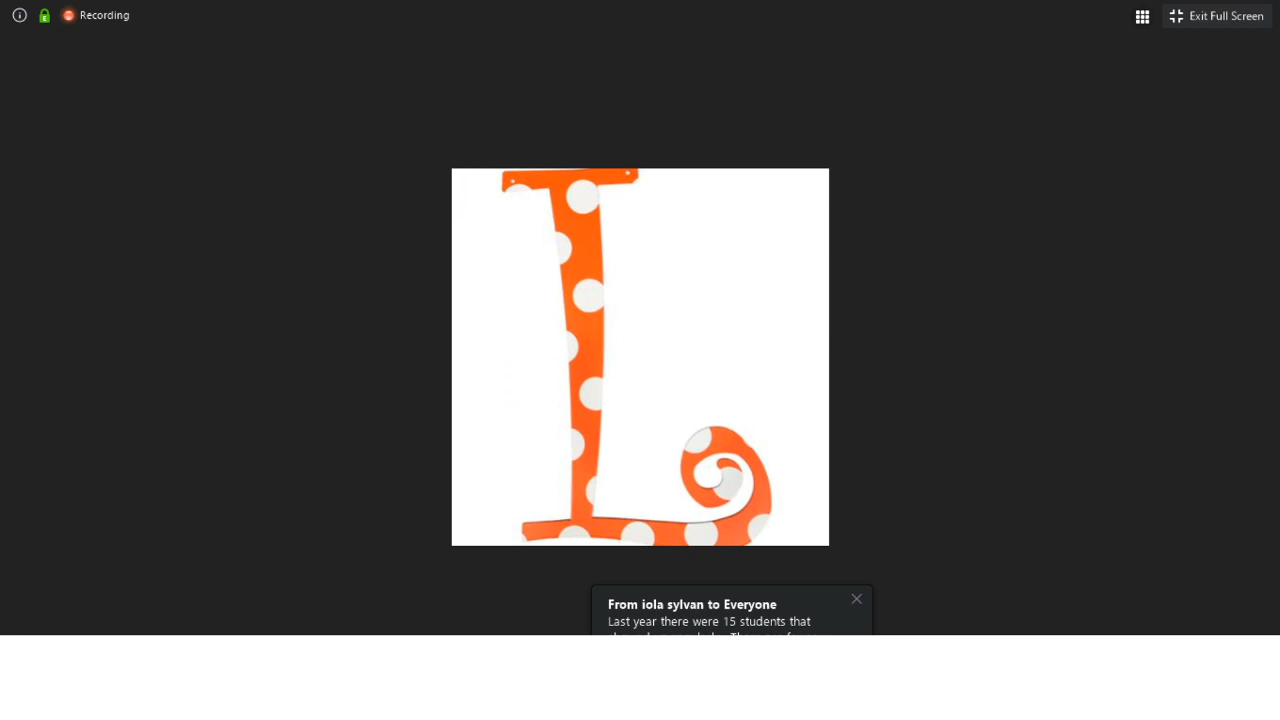 Recording
Exit Full Screen
L
From iola sylvan to Everyone
Last year there were 15 students that